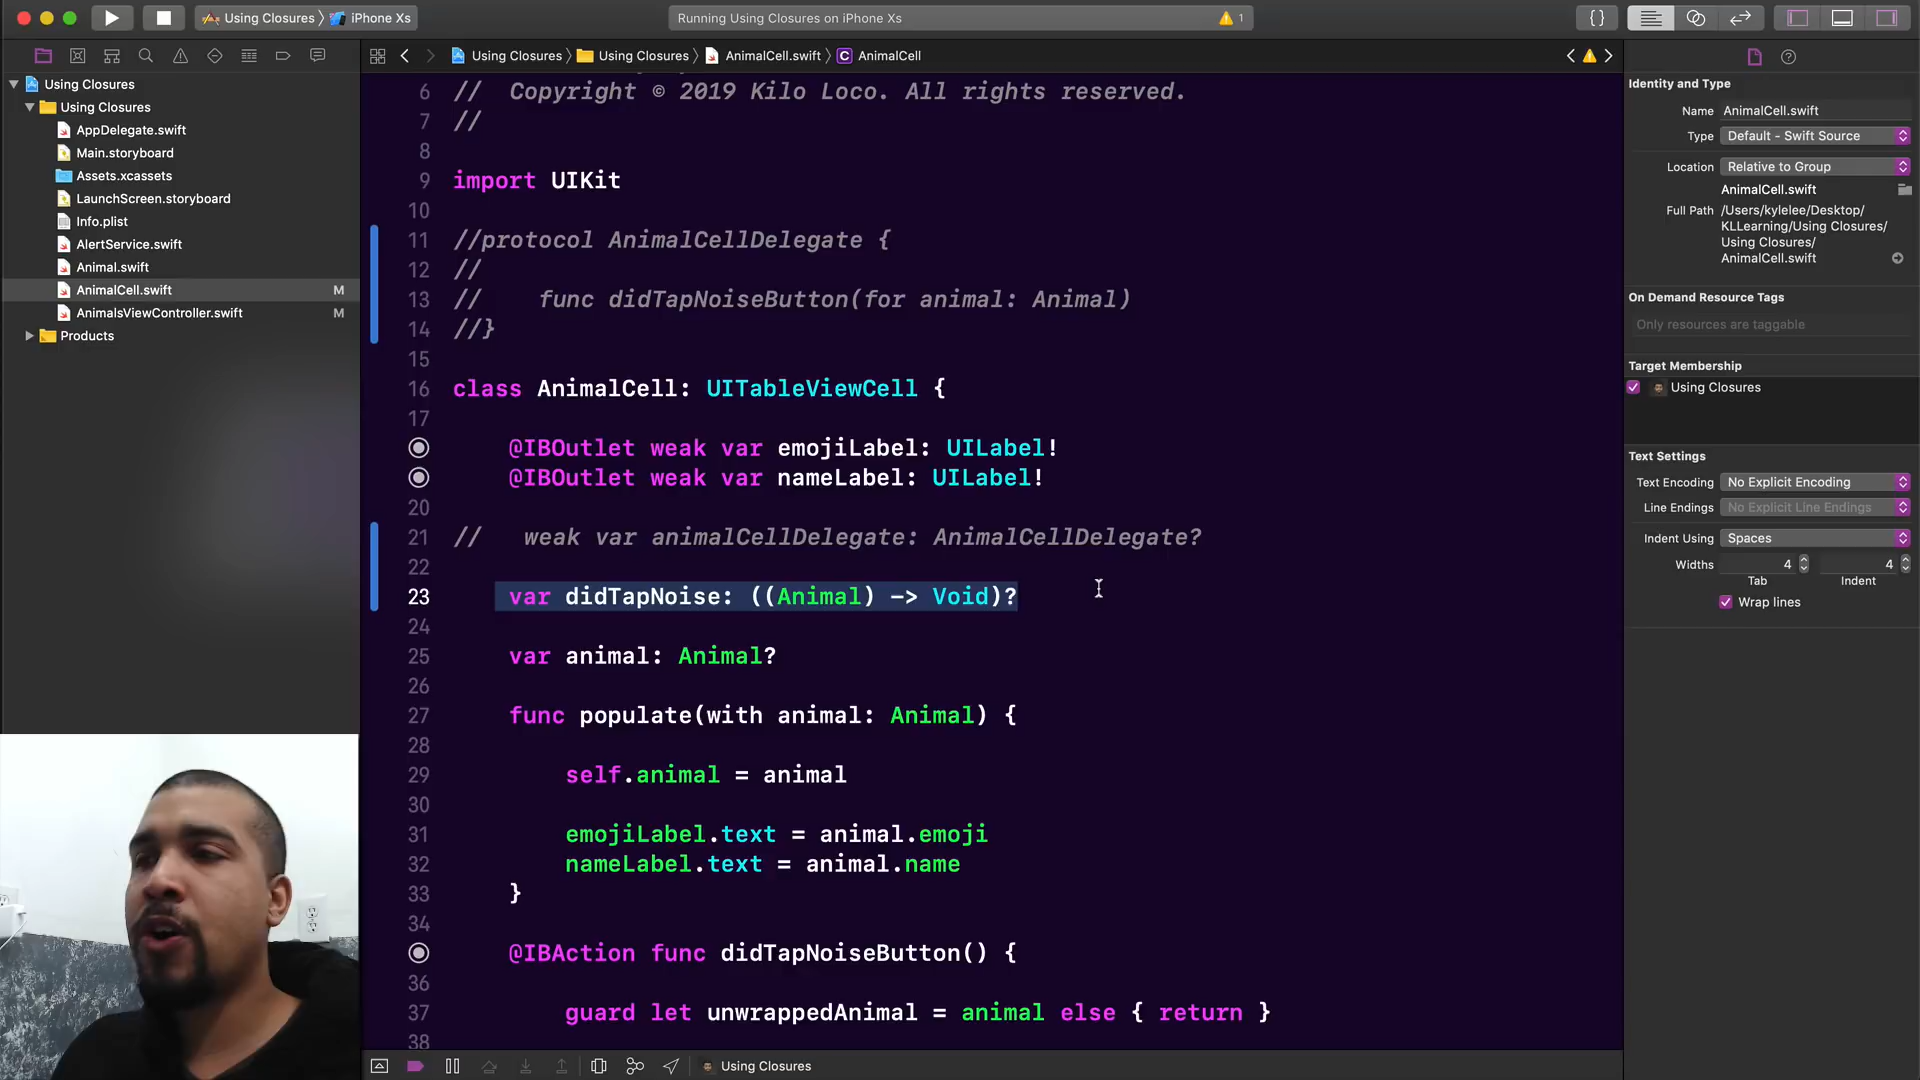 Using Closures
iPhone Xs
Running Using Closures on iPhone Xs
1
{}
Using Closures
Using Closures
AnimalCell.swift
C AnimalCell
Using Closures
Using Closures
AppDelegate.swift
Main.storyboard
Assets.xcassets
LaunchScreen.storyboard
Info.plist
AlertService.swift
Animal.swift
AnimalCell.swift M
AnimalsViewController.swift M
Products
6 // Copyright © 2019 Kilo Loco. All rights reserved.
7 //
8
9 import UIKit
10
11 //protocol AnimalCellDelegate {
12 //
13 //    func didTapNoiseButton(for animal: Animal)
14 //}
15
16 class AnimalCell: UITableViewCell {
17
@IBOutlet weak var emojiLabel: UILabel!
@IBOutlet weak var nameLabel: UILabel!
20
21 //   weak var animalCellDelegate: AnimalCellDelegate?
22
23     var didTapNoise: ((Animal) -> Void)?
24
25     var animal: Animal?
26
27     func populate(with animal: Animal) {
28
29         self.animal = animal
30
31         emojiLabel.text = animal.emoji
32         nameLabel.text = animal.name
33     }
34
@IBAction func didTapNoiseButton() {
36
37         guard let unwrappedAnimal = animal else { return }
38
Using Closures
Identity and Type
Name AnimalCell.swift
Type Default - Swift Source
Location Relative to Group
AnimalCell.swift
Full Path /Users/kylelee/Desktop/
KLLearning/Using Closures/
Using Closures/
AnimalCell.swift
On Demand Resource Tags
Only resources are taggable
Target Membership
Using Closures
Text Settings
Text Encoding No Explicit Encoding
Line Endings No Explicit Line Endings
Indent Using Spaces
Widths 4 4
Tab Indent
Wrap lines